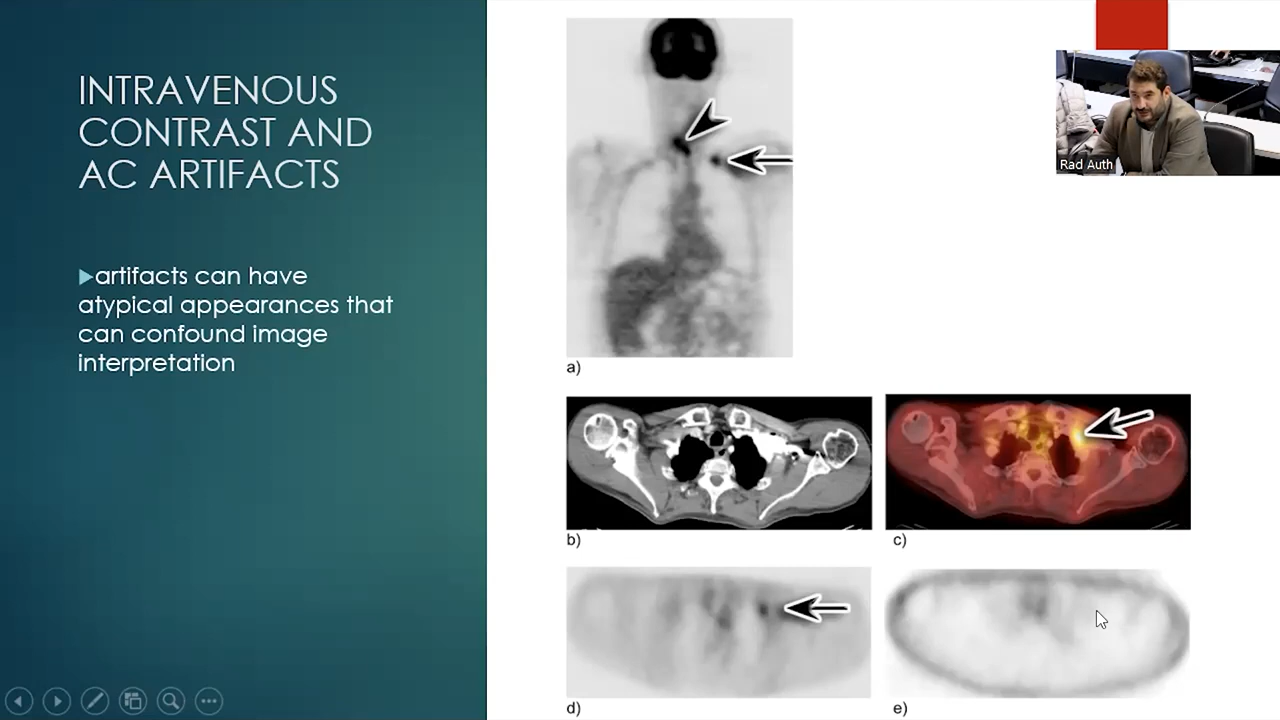 INTRAVENOUS
CONTRAST AND
AC ARTIFACTS
artifacts can have
atypical appearances that
can confound image
interpretation
a)
b)
c)
d)
e)
Rad Auth